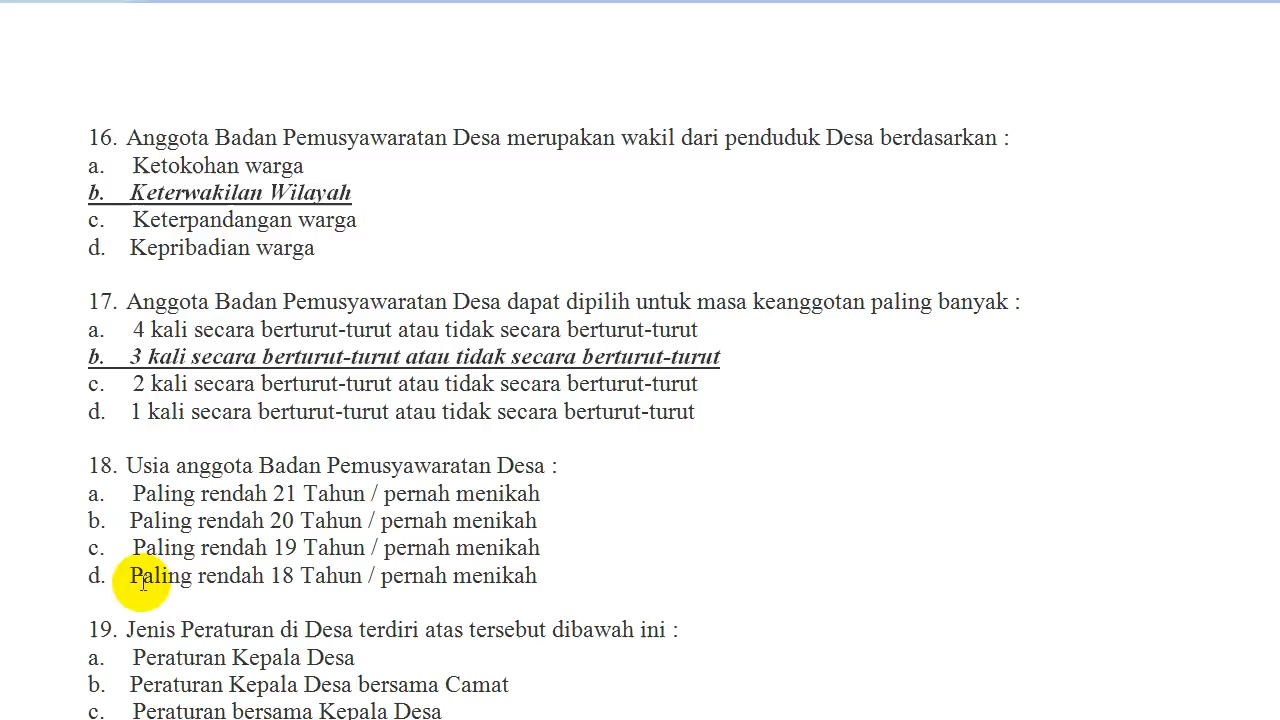 16. Anggota Badan Pemusyawaratan Desa merupakan wakil dari penduduk Desa berdasarkan :
a. Ketokohan warga
b. Keterwakilan Wilayah
c. Keterpandangan warga
d. Kepribadian warga
17. Anggota Badan Pemusyawaratan Desa dapat dipilih untuk masa keanggotan paling banyak :
a. 4 kali secara berturut-turut atau tidak secara berturut-turut
b. 3 kali secara berturut-turut atau tidak secara berturut-turut
c. 2 kali secara berturut-turut atau tidak secara berturut-turut
d. 1 kali secara berturut-turut atau tidak secara berturut-turut
18. Usia anggota Badan Pemusyawaratan Desa :
a. Paling rendah 21 Tahun / pernah menikah
b. Paling rendah 20 Tahun / pernah menikah
c. Paling rendah 19 Tahun / pernah menikah
d. Paling rendah 18 Tahun / pernah menikah
19. Jenis Peraturan di Desa terdiri atas tersebut dibawah ini :
a. Peraturan Kepala Desa
b. Peraturan Kepala Desa bersama Camat
c. Peraturan bersama Kepala Desa